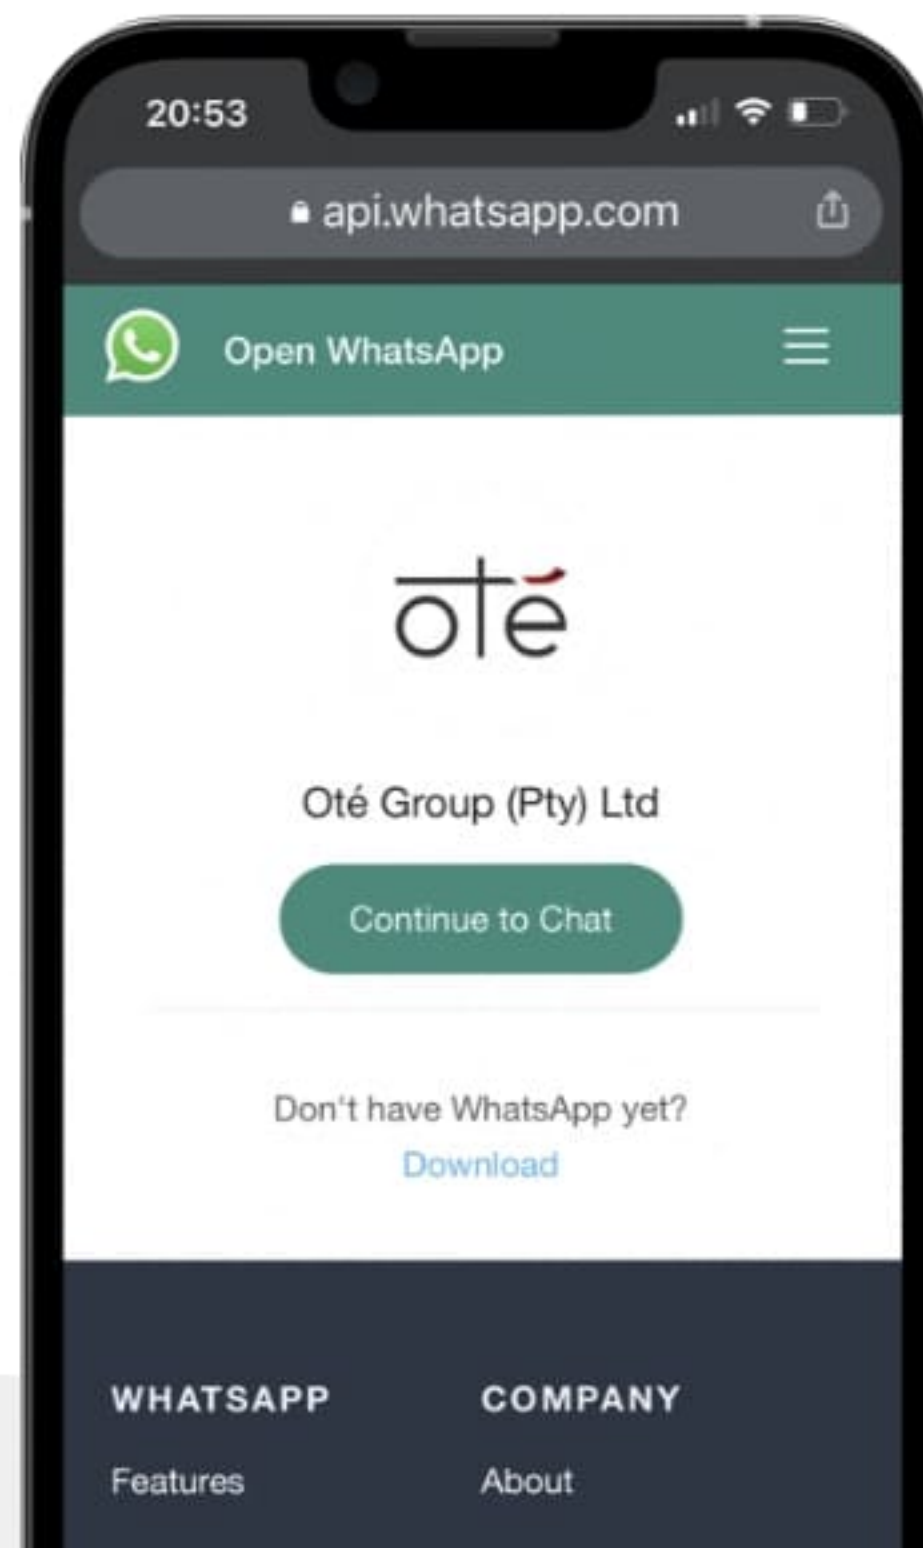 20:53
api.whatsapp.com
Open WhatsApp
oté
Oté Group (Pty) Ltd
Continue to Chat
Don't have WhatsApp yet?
Download
WHATSAPP COMPANY
Features About